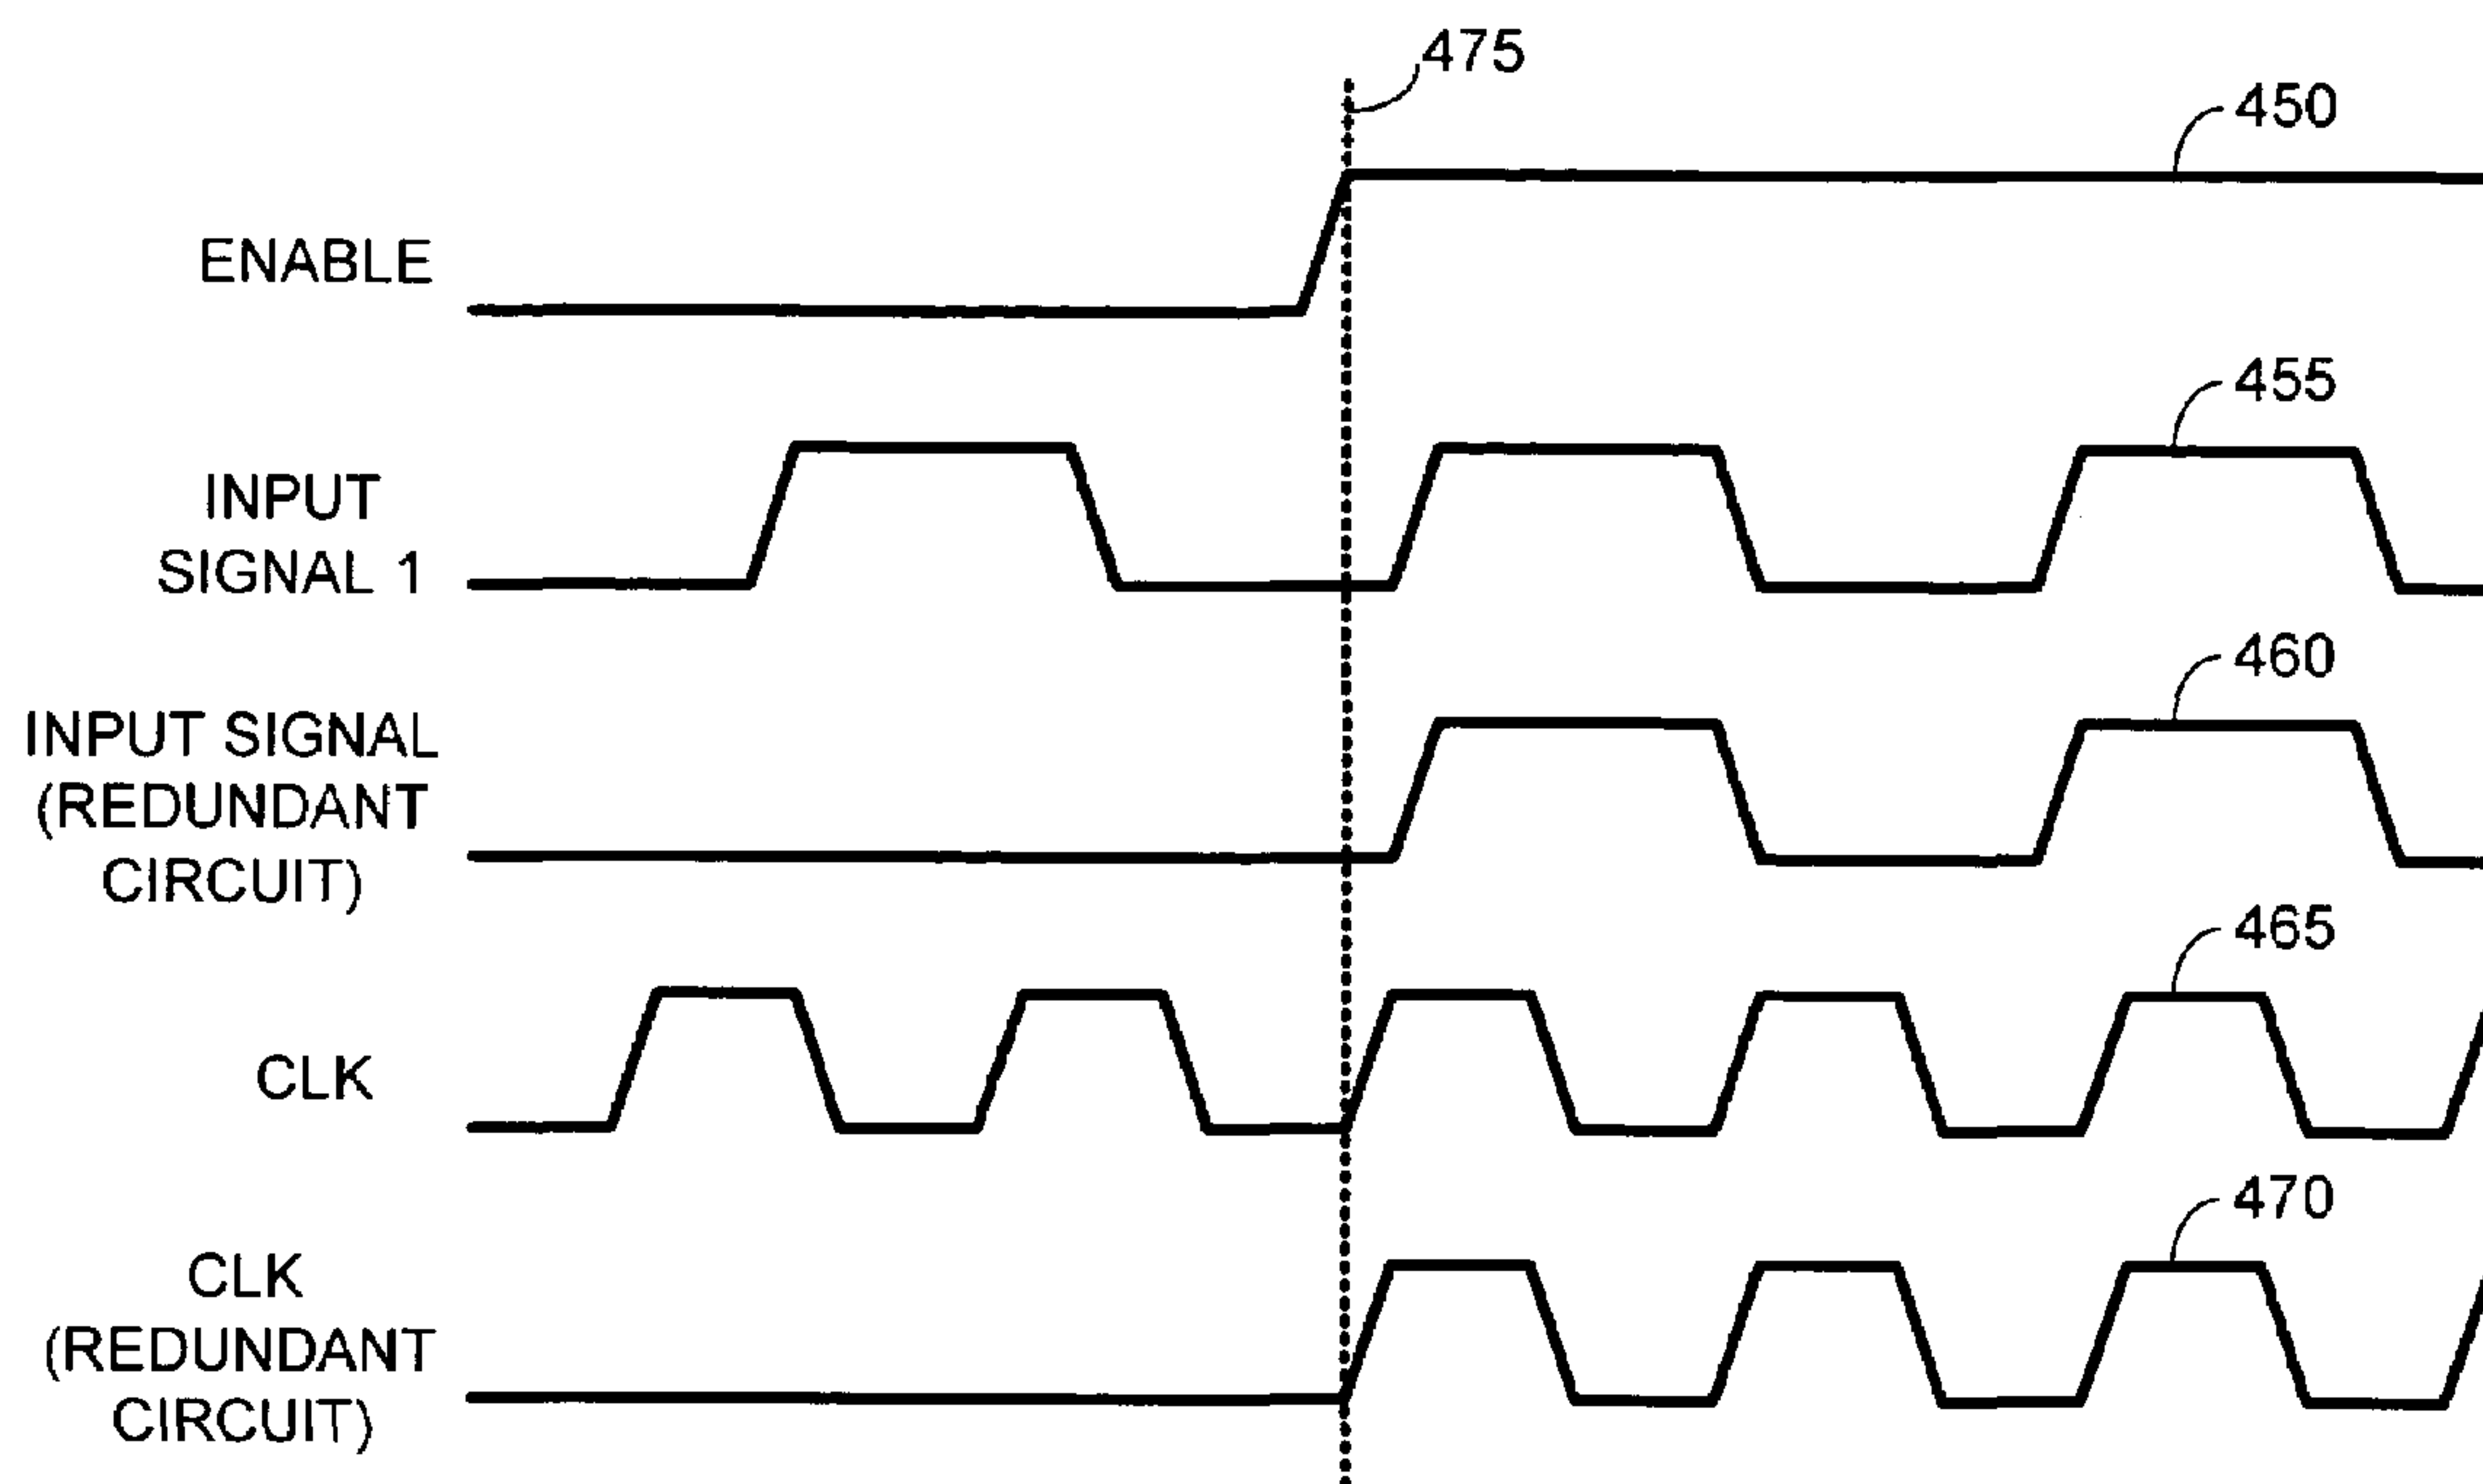 475
450
ENABLE
455
INPUT
SIGNAL 1
460
INPUT SIGNAL
(REDUNDANT
CIRCUIT)
465
CLK
470
CLK
(REDUNDANT
CIRCUIT)